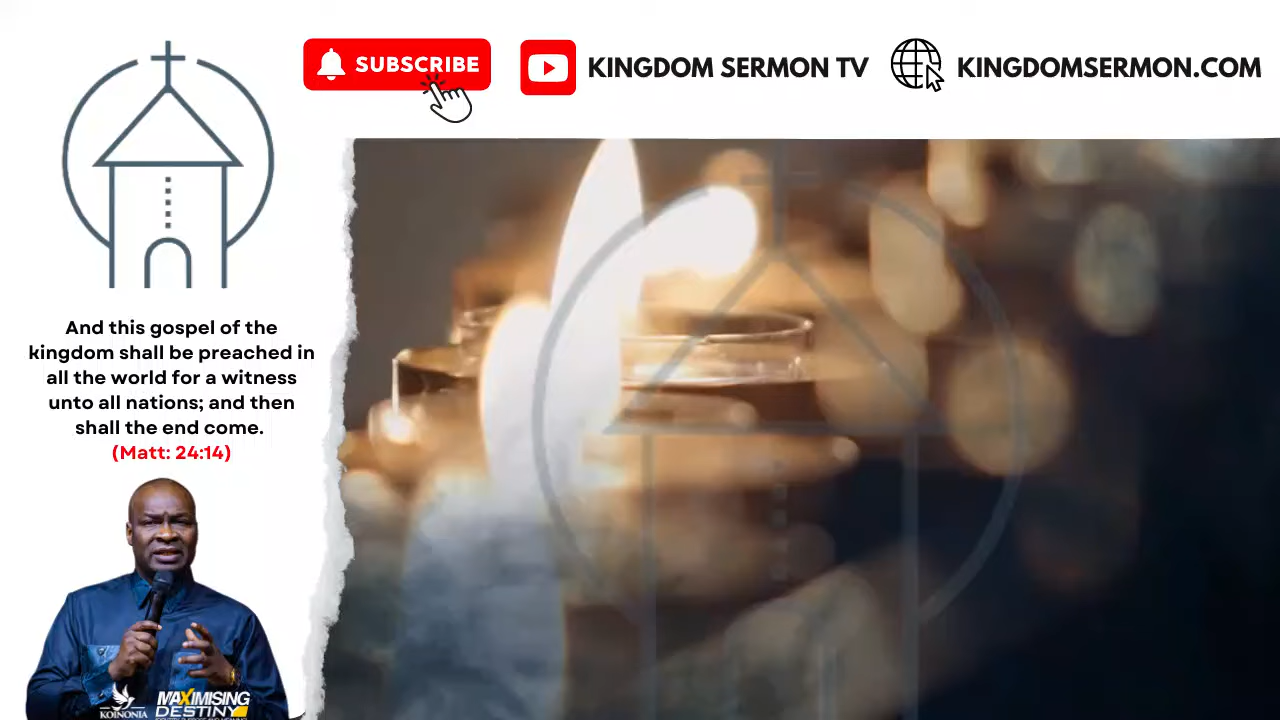 SUBSCRIBE
KINGDOM SERMON TV
KINGDOMSERMON.COM
And this gospel of the
kingdom shall be preached in
all the world for a witness
unto all nations; and then
shall the end come.
(Matt: 24:14)
KOINONIA
MAXIMISING
DESTINY